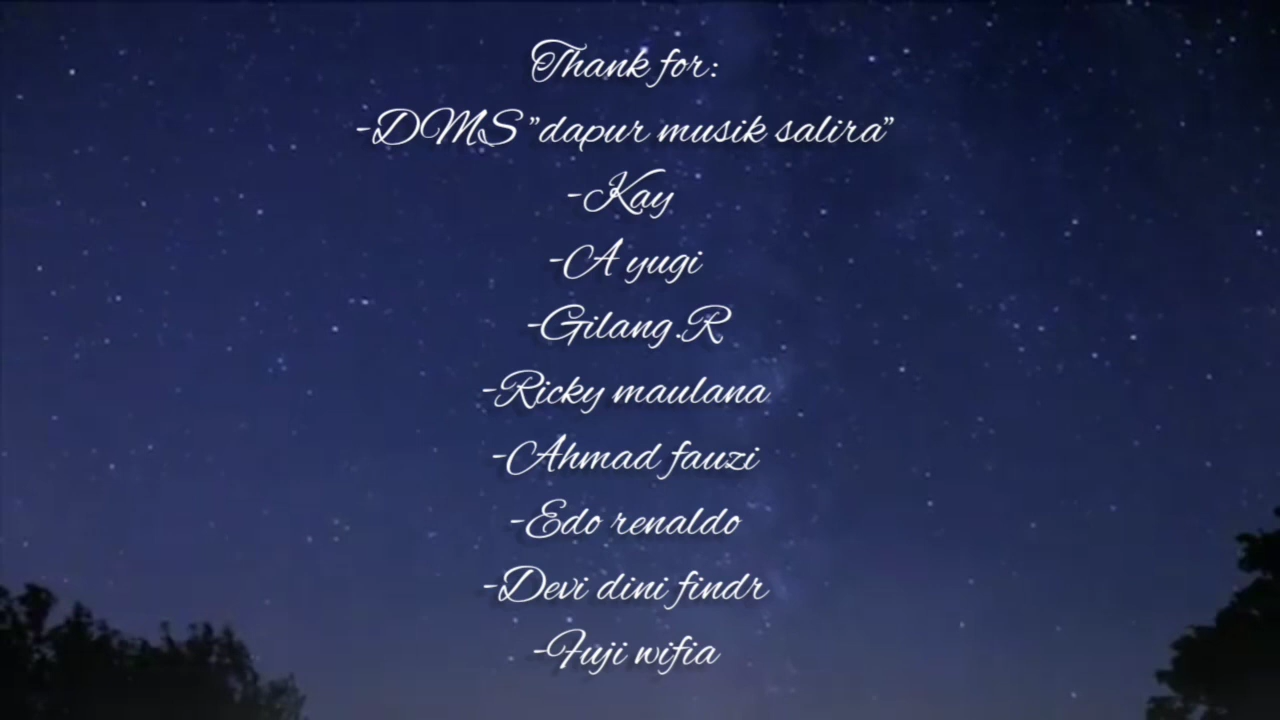 Thank for:
-DMS "dapur musik salira"
-Kay
-A yugi
-Gilang.R
-Ricky maulana
-Ahmad fauzi
-Edo renaldo
-Devi dini findr
-Fuji wifia